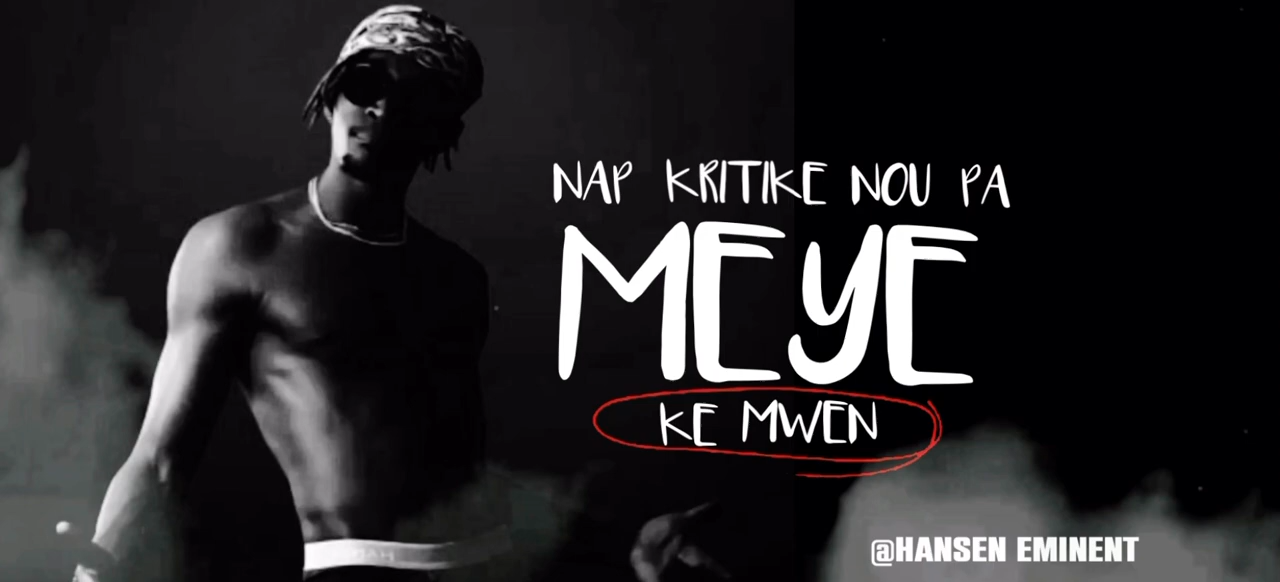 NAP KRITIKE NOU PA
MEYE
KE MWEN
@HANSEN EMINENT